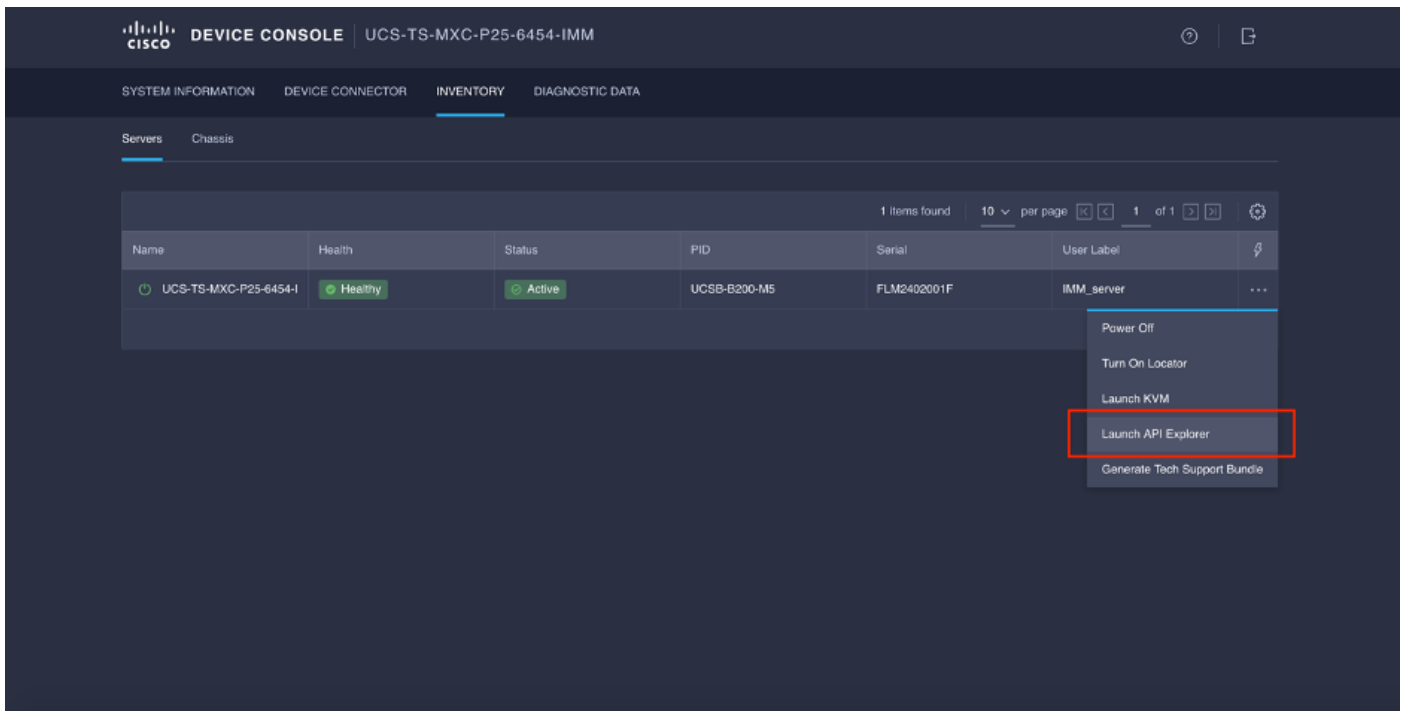 CISCO DEVICE CONSOLE UCS-TS-MXC-P25-6454-IMM
SYSTEM INFORMATION DEVICE CONNECTOR INVENTORY DIAGNOSTIC DATA
Servers Chassis
1 items found 10 per page 1 of 1
Name Health Status PID Serial User Label
UCS-TS-MXC-P25-6454-I Healthy Active UCSB-B200-M5 FLM2402001F IMM_server ...
Power Off
Turn On Locator
Launch KVM
Launch API Explorer
Generate Tech Support Bundle